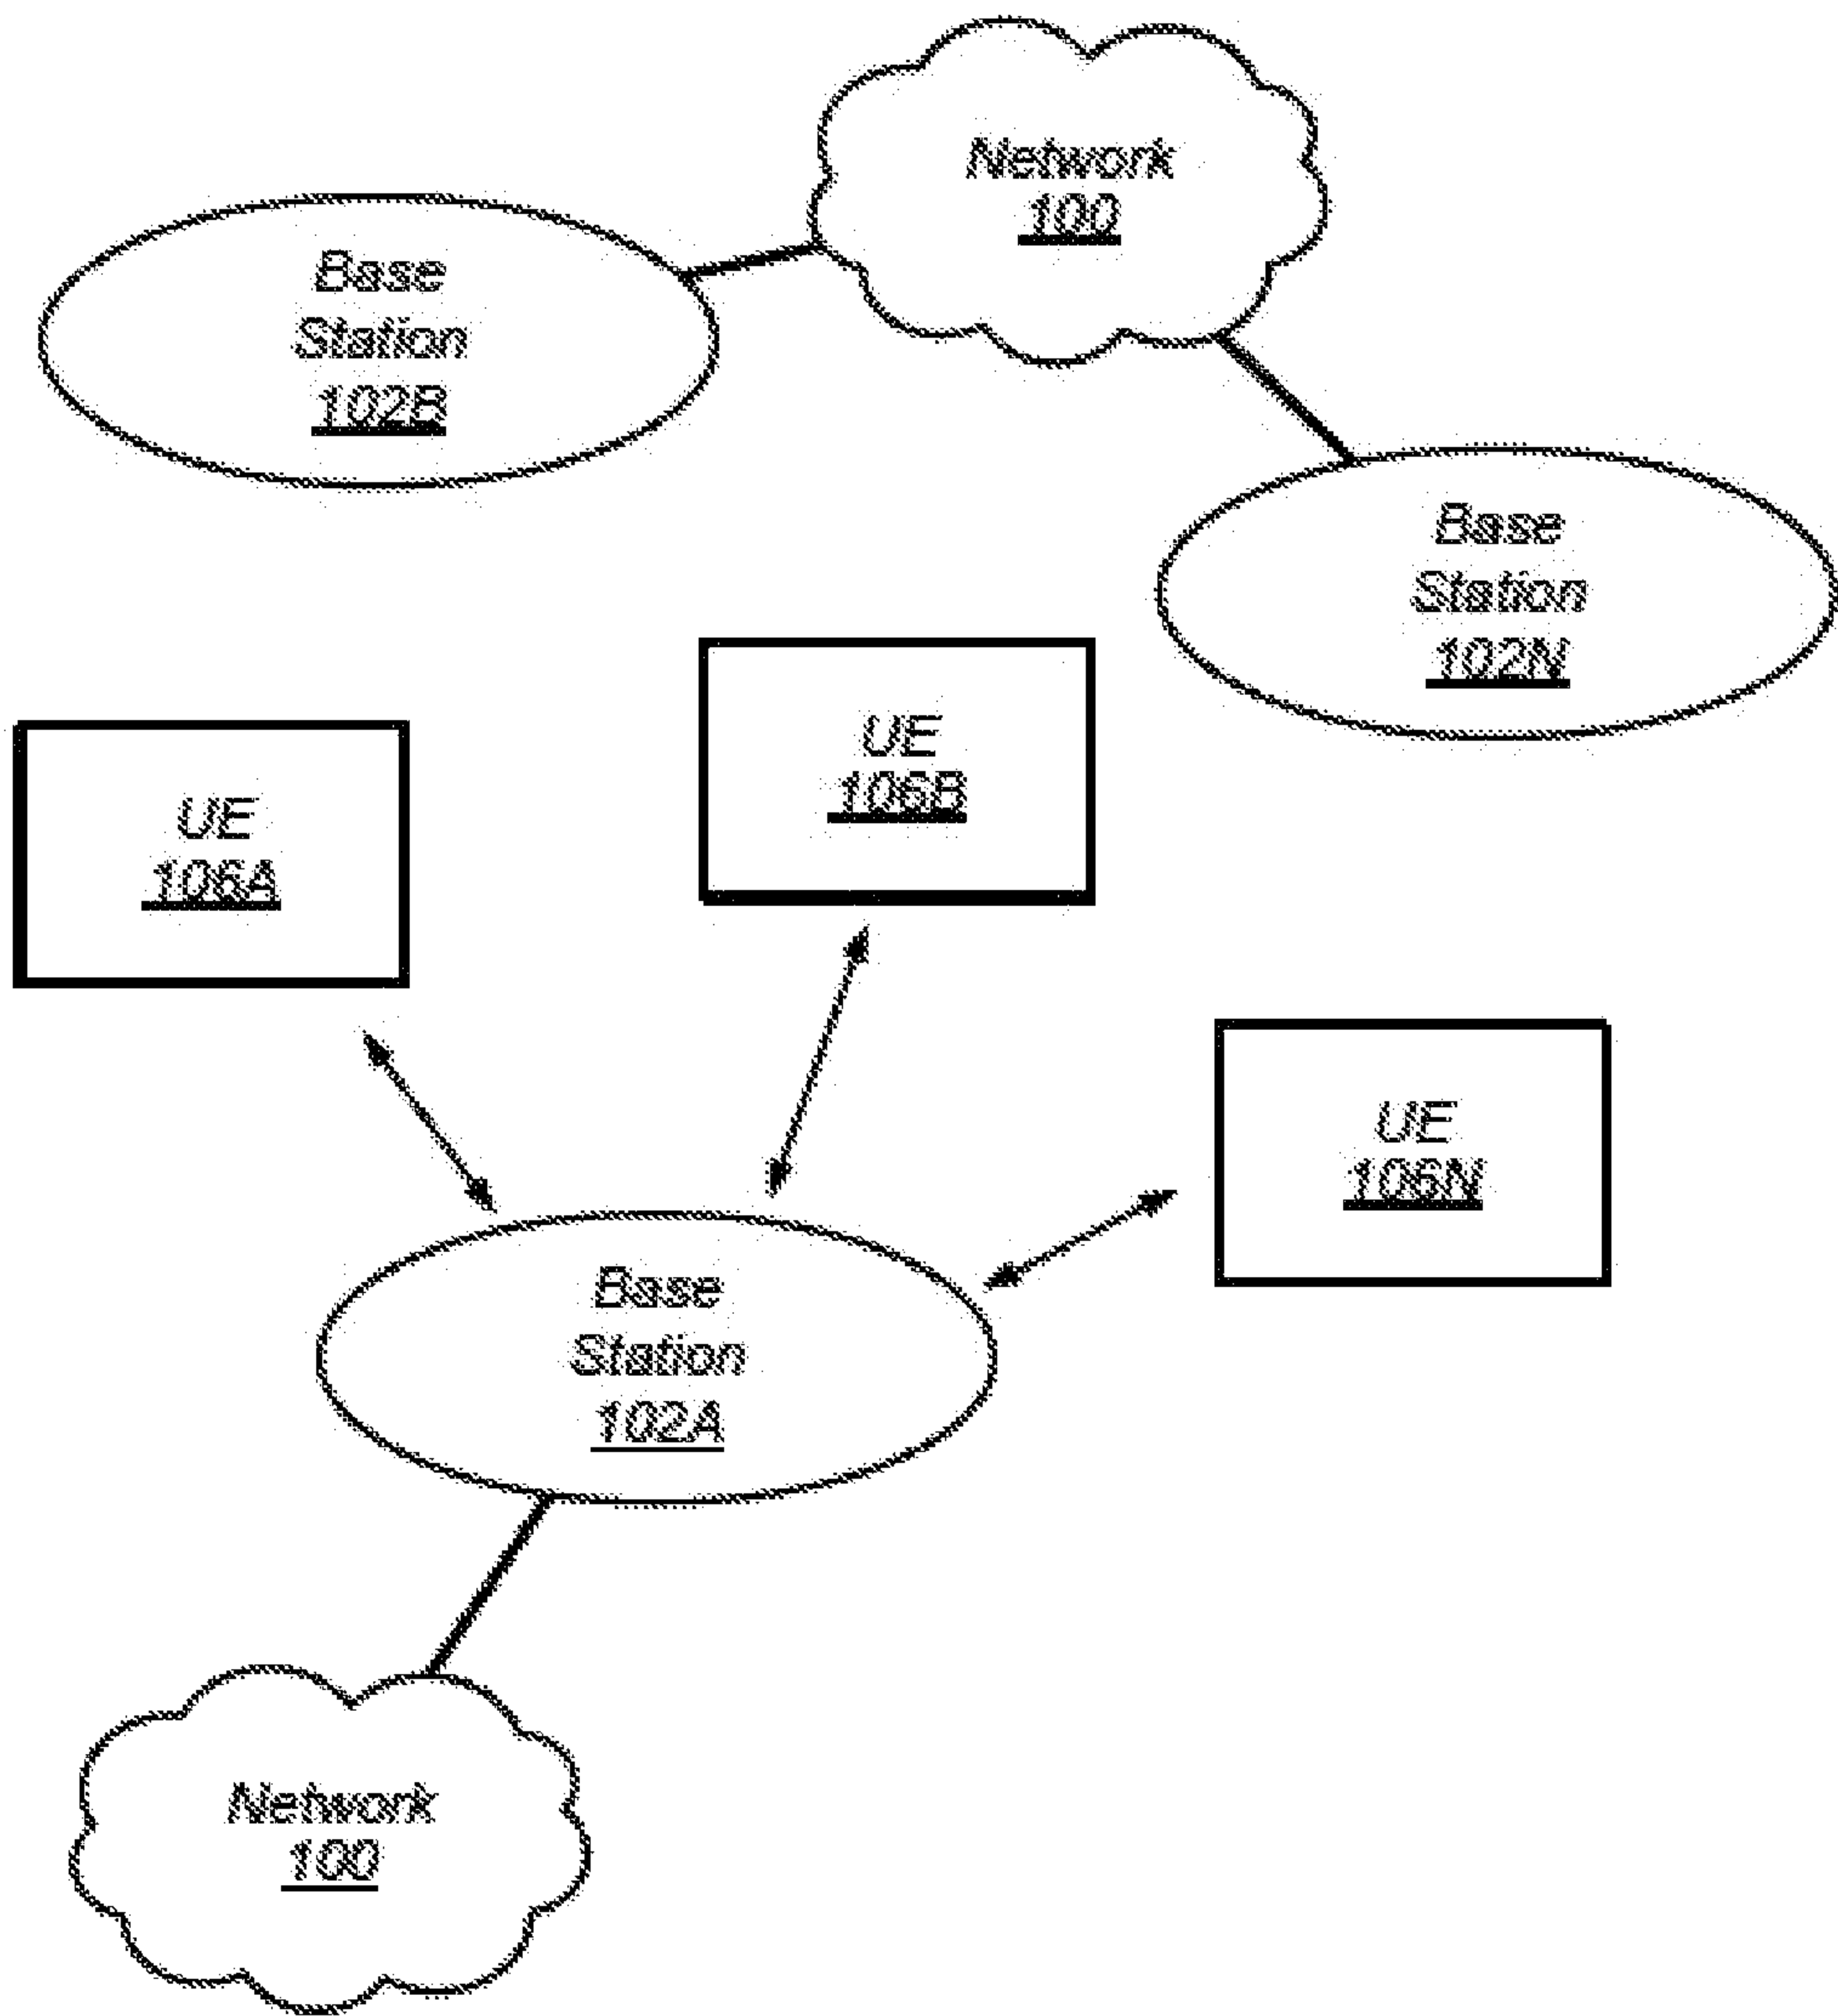 Network
100
Base
Station
102B
Base
Station
102N
UE
106B
UE
106A
UE
106N
Base
Station
102A
Network
100